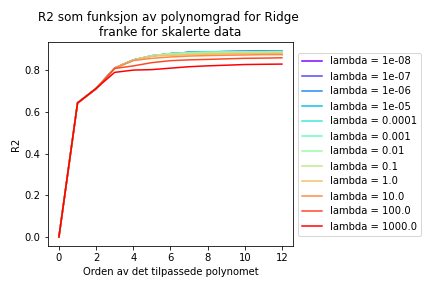 R2 som funksjon av polynomgrad for Ridge
franke for skalerte data
R2
0.8
0.6
0.4
0.2
0.0
0 2 4 6 8 10 12
Orden av det tilpassede polynomet
lambda = 1e-08
lambda = 1e-07
lambda = 1e-06
lambda = 1e-05
lambda = 0.0001
lambda = 0.001
lambda = 0.01
lambda = 0.1
lambda = 1.0
lambda = 10.0
lambda = 100.0
lambda = 1000.0